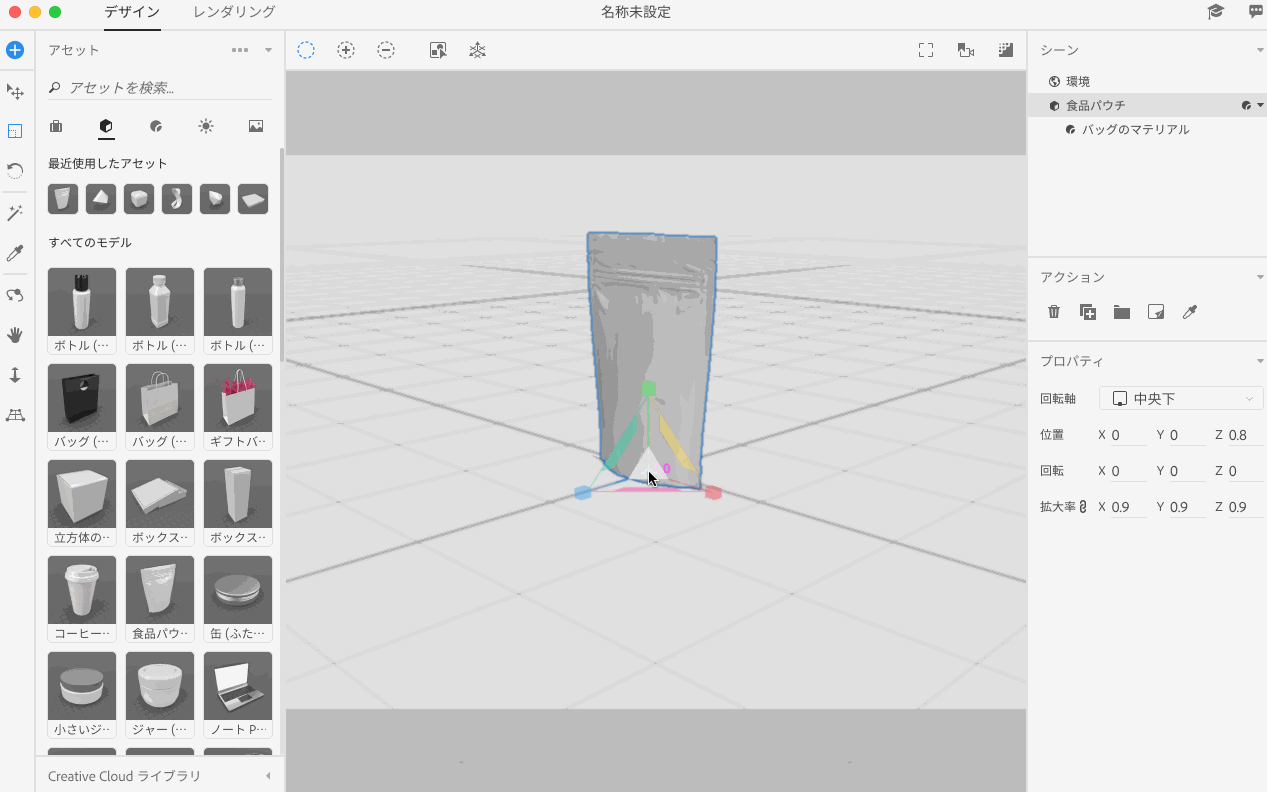 デザイン
レンダリング
名称未設定
アセット
アセットを検索...
最近使用したアセット
すべてのモデル
ボトル (…
ボトル (…
ボトル (…
バッグ (…
バッグ (…
ギフトバ…
立方体の…
ボックス…
ボックス…
コーヒー…
食品パウ…
缶 (ふた…
小さいジ…
ジャー (…
ノート P…
Creative Cloud ライブラリ
0
シーン
環境
食品パウチ
バッグのマテリアル
アクション
プロパティ
回転軸 中央下
位置 X 0 Y 0 Z 0.8
回転 X 0 Y 0 Z 0
拡大率 X 0.9 Y 0.9 Z 0.9